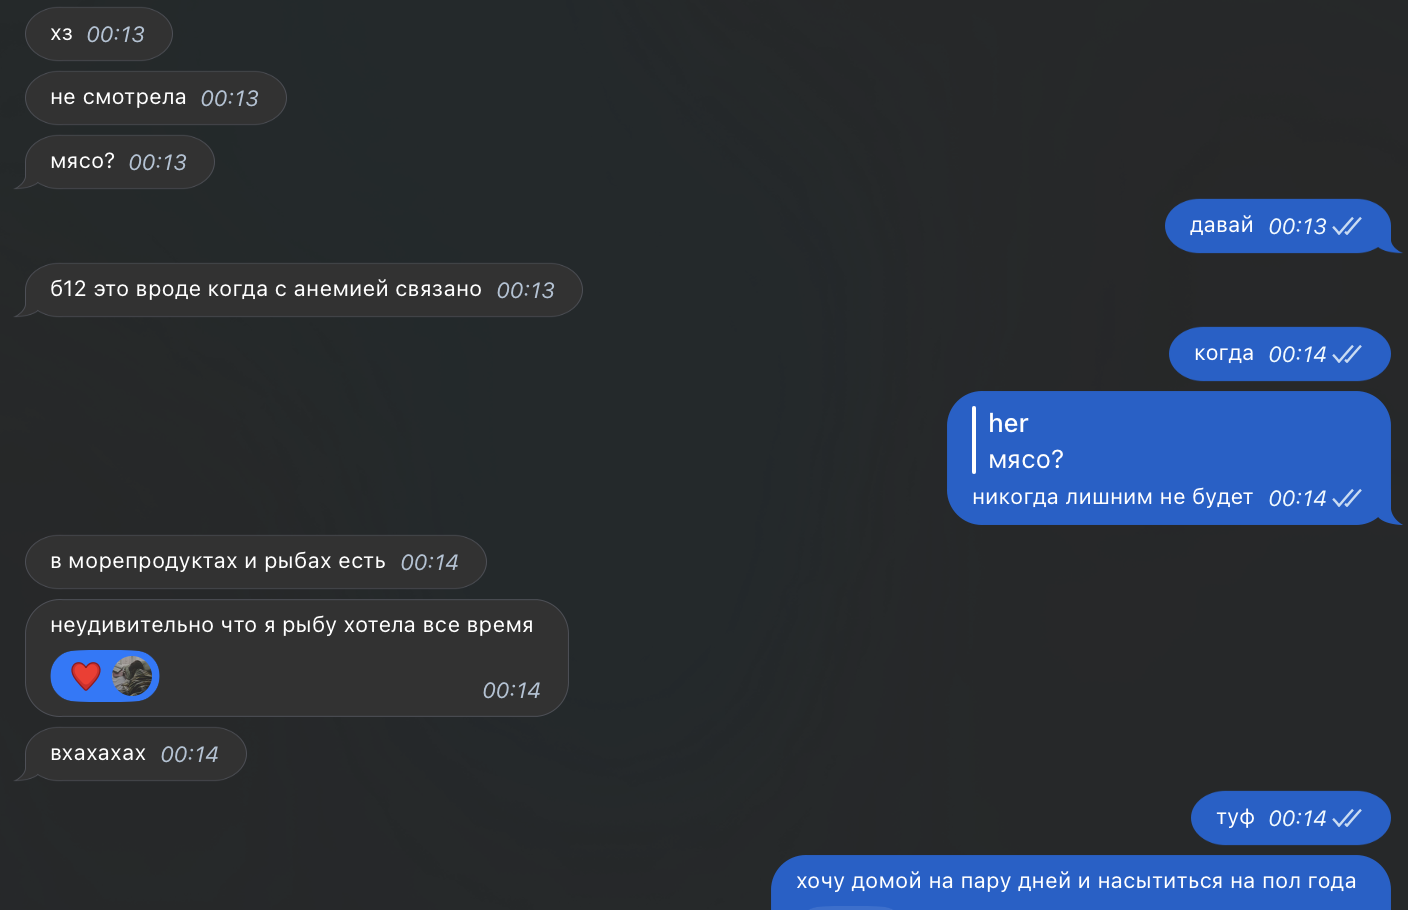 хз 00:13
не смотрела 00:13
мясо? 00:13
давай 00:13
б12 это вроде когда с анемией связано 00:13
когда 00:14
her
мясо?
никогда лишним не будет 00:14
в морепродуктах и рыбах есть 00:14
неудивительно что я рыбу хотела все время
00:14
вхахахах 00:14
туф 00:14
хочу домой на пару дней и насытиться на пол года